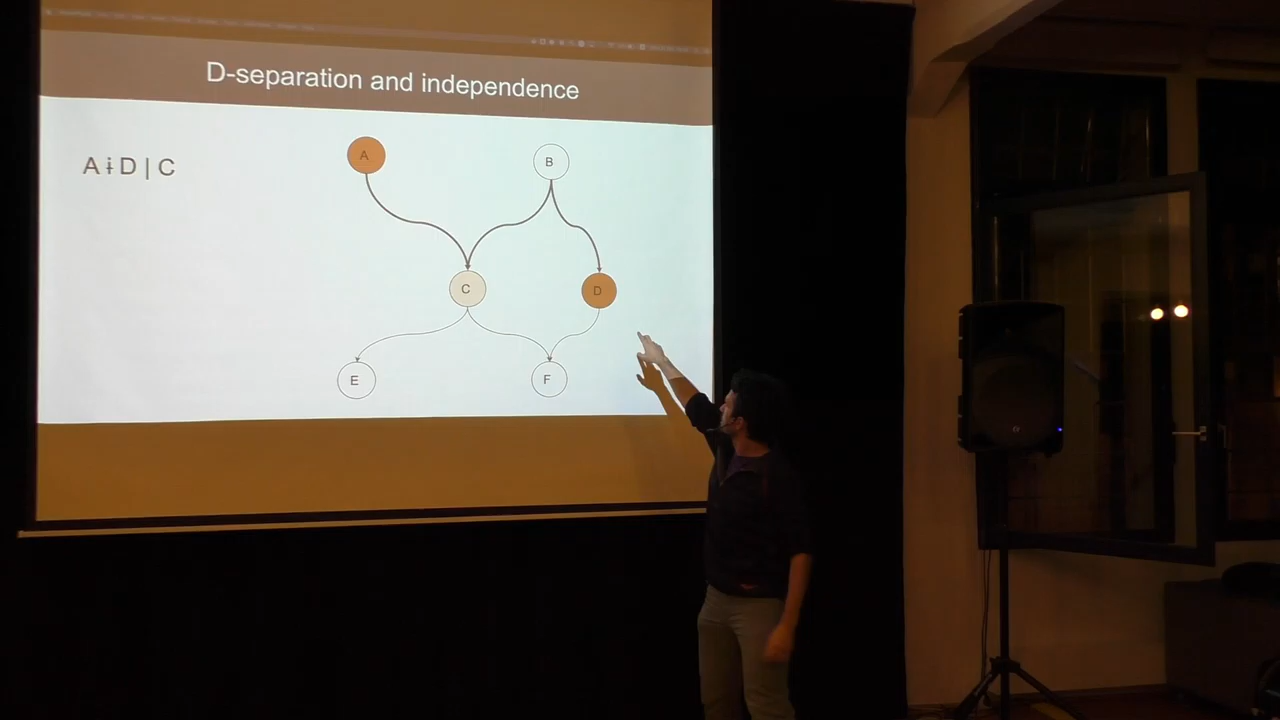 D-separation and independence
A ⫲ D | C
A
B
C
D
E
F